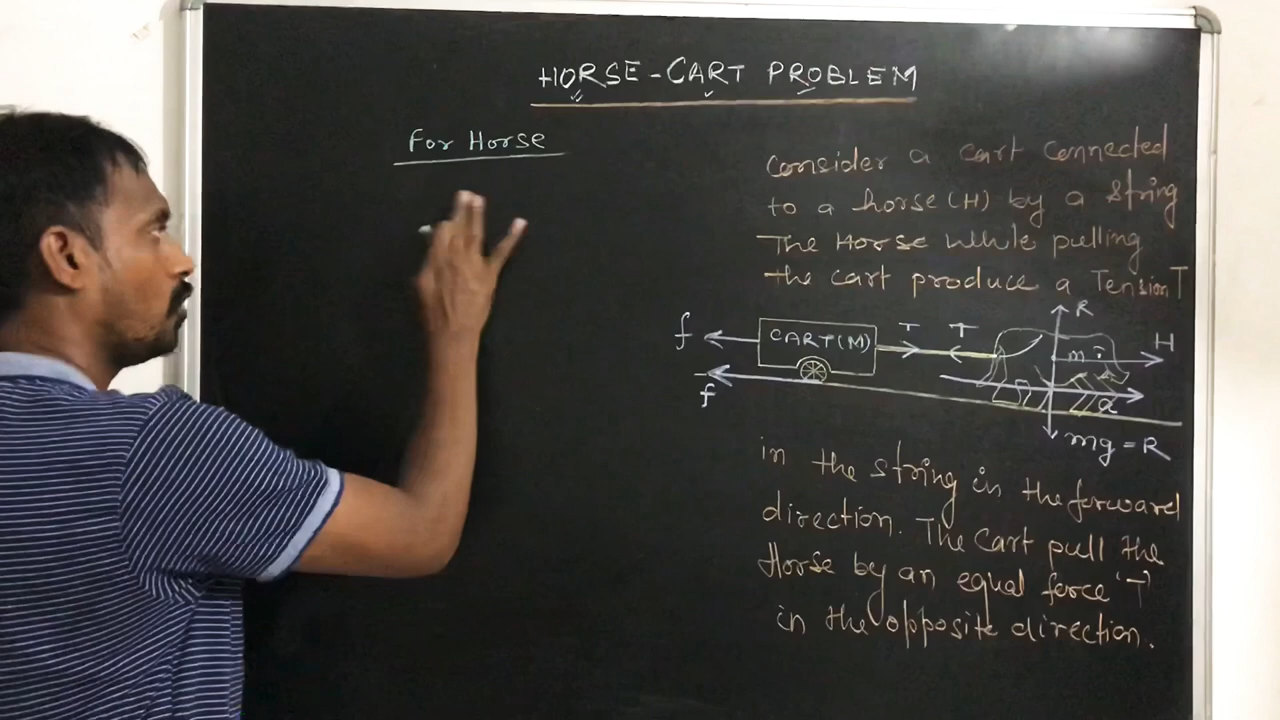 HORSE-CART PROBLEM
For Horse
Consider a cart connected
to a horse (H) by a string
The Horse while pulling
the cart produce a Tension T
f
CART(M)
T T
R
m
H
f
a
mg = R
in the string in the forward
direction. The cart pull the
Horse by an equal force 'T'
in the opposite direction.